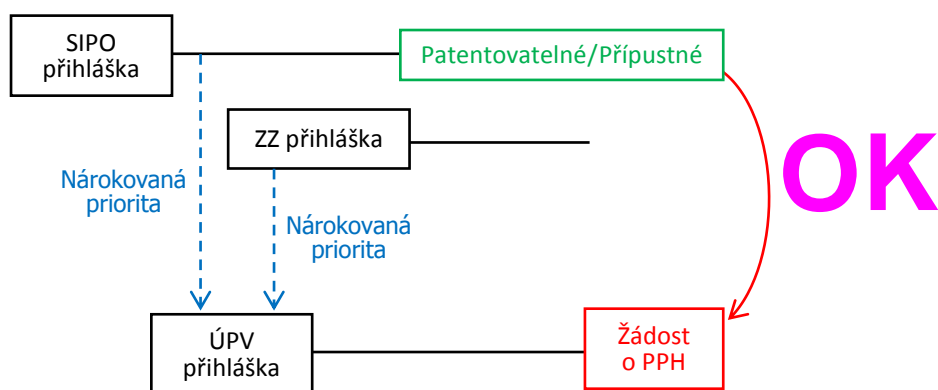 SIPO
přihláška
Patentovatelné/Přípustné
ZZ přihláška
OK
Nárokovaná
priorita
Nárokovaná
priorita
ÚPV
přihláška
Žádost
o PPH